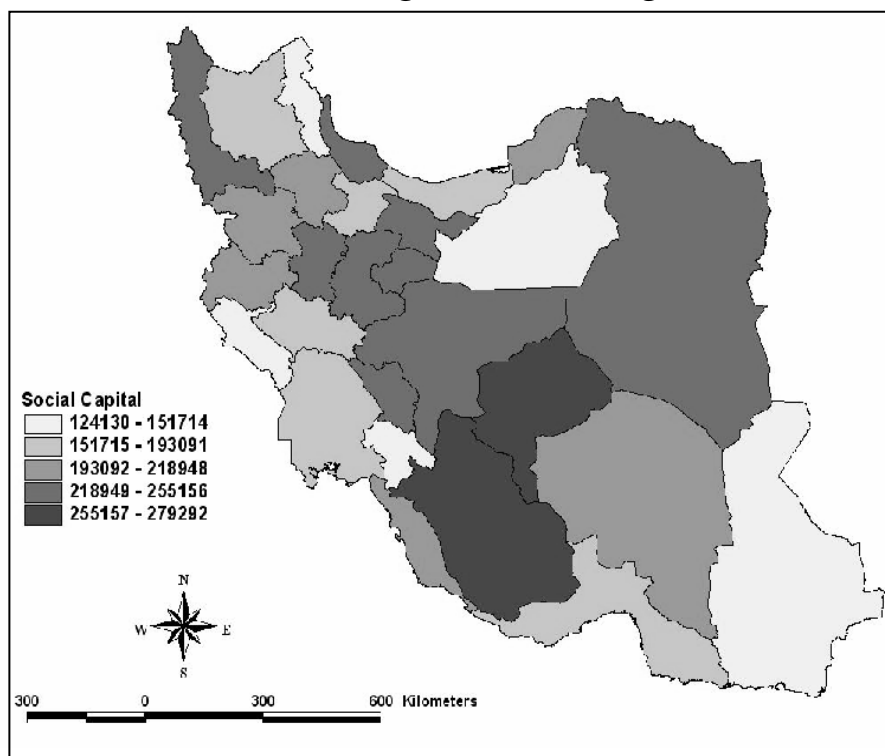 Social Capital
124130 - 151714
151715 - 193091
193092 - 218948
218949 - 255156
255157 - 279292
N
W E
S
300 0 300 600 Kilometers